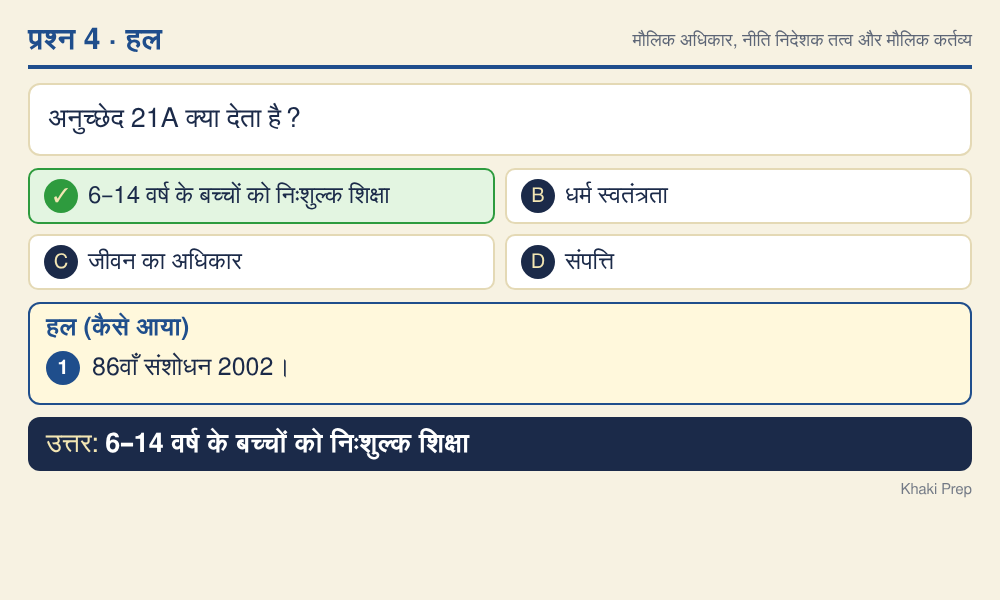 प्रश्न 4 · हल
मौलिक अधिकार, नीति निदेशक तत्व और मौलिक कर्तव्य
अनुच्छेद 21A क्या देता है ?
✓ 6–14 वर्ष के बच्चों को निःशुल्क शिक्षा
B धर्म स्वतंत्रता
C जीवन का अधिकार
D संपत्ति
हल (कैसे आया)
1 86वाँ संशोधन 2002।
उत्तर: 6–14 वर्ष के बच्चों को निःशुल्क शिक्षा
Khaki Prep